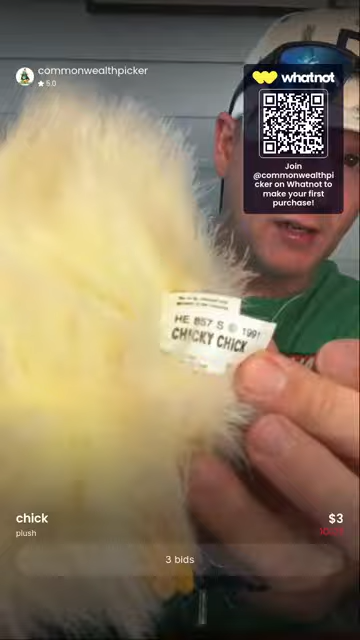 commonwealthpicker
★ 5.0
whatnot
Join
@commonwealthpi
cker on Whatnot to
make your first
purchase!
HE 857 S © 1991
CHICKY CHICK
chick
$3
plush
3 bids